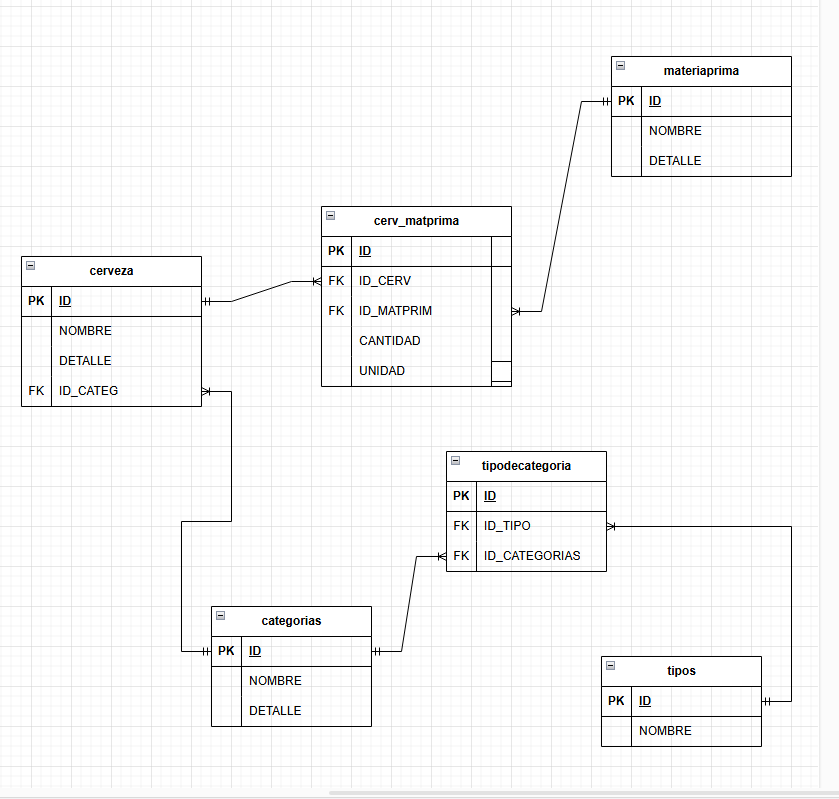 materiaprima
PK ID
NOMBRE
DETALLE
cerv_matprima
PK ID
FK ID_CERV
FK ID_MATPRIM
CANTIDAD
UNIDAD
cerveza
PK ID
NOMBRE
DETALLE
FK ID_CATEG
tipodecategoria
PK ID
FK ID_TIPO
FK ID_CATEGORIAS
categorias
PK ID
NOMBRE
DETALLE
tipos
PK ID
NOMBRE